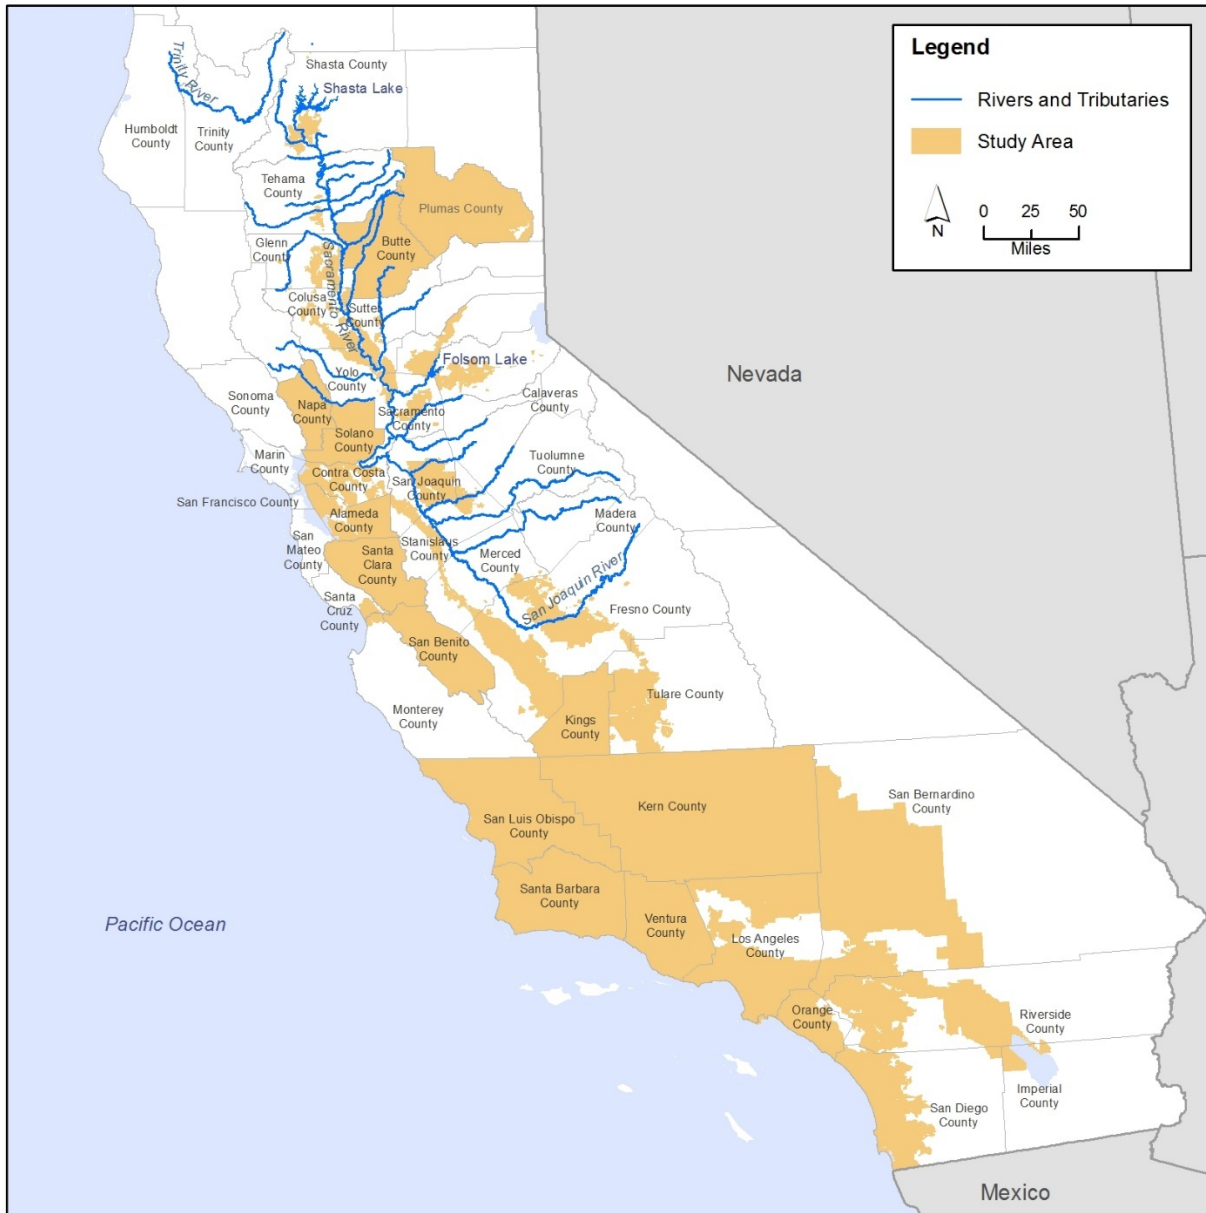 Legend
Rivers and Tributaries
Study Area
N
0 25 50
Miles
Trinity River
Shasta County
Shasta Lake
Humboldt
County
Trinity
County
Tehama
County
Plumas County
Glenn
County
Butte
County
Sacramento River
Colusa
County
Sutter
County
Folsom Lake
Nevada
Yolo
County
Sonoma
County
Napa
County
Sacramento
County
Calaveras
County
Solano
County
Marin
County
Contra Costa
County
San Joaquin
County
Tuolumne
County
San Francisco County
Alameda
County
Stanislaus
County
Madera
County
San
Mateo
County
Santa
Clara
County
Merced
County
San Joaquin River
Santa
Cruz
County
Fresno County
San Benito
County
Monterey
County
Tulare County
Kings
County
San Luis Obispo
County
Kern County
San Bernardino
County
Santa Barbara
County
Ventura
County
Los Angeles
County
Pacific Ocean
Orange
County
Riverside
County
San Diego
County
Imperial
County
Mexico